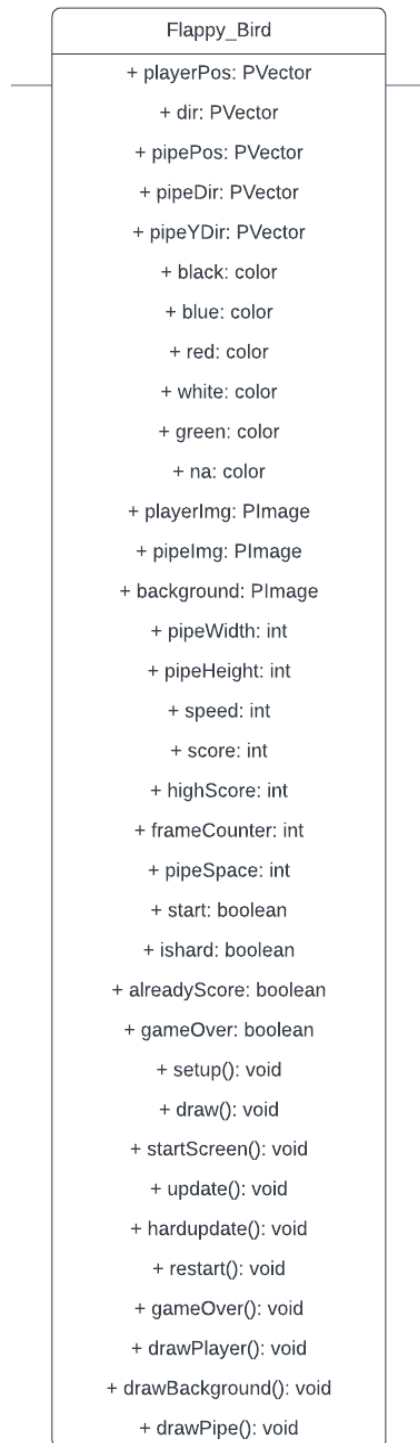 Flappy_Bird
+ playerPos: PVector
+ dir: PVector
+ pipePos: PVector
+ pipeDir: PVector
+ pipeYDir: PVector
+ black: color
+ blue: color
+ red: color
+ white: color
+ green: color
+ na: color
+ playerImg: PImage
+ pipeImg: PImage
+ background: PImage
+ pipeWidth: int
+ pipeHeight: int
+ speed: int
+ score: int
+ highScore: int
+ frameCounter: int
+ pipeSpace: int
+ start: boolean
+ ishard: boolean
+ alreadyScore: boolean
+ gameOver: boolean
+ setup(): void
+ draw(): void
+ startScreen(): void
+ update(): void
+ hardupdate(): void
+ restart(): void
+ gameOver(): void
+ drawPlayer(): void
+ drawBackground(): void
+ drawPipe(): void